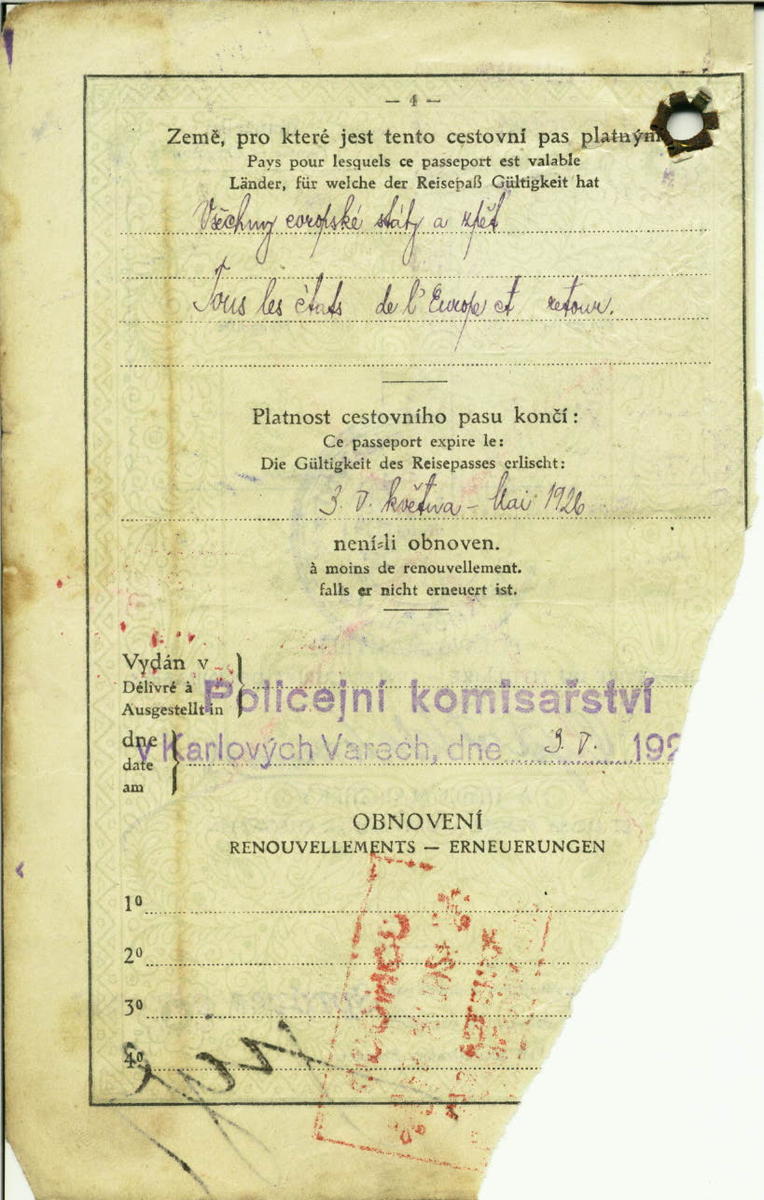 — 4 —
Země, pro které jest tento cestovní pas platným
Pays pour lesquels ce passeport est valable
Länder, für welche der Reisepaß Gültigkeit hat
Všechny evropské státy a zpět
Tous les états de l'Europe et retour.
Platnost cestovního pasu končí:
Ce passeport expire le:
Die Gültigkeit des Reisepasses erlischt:
3. V. května - Mai 1926
není-li obnoven.
à moins de renouvellement.
falls er nicht erneuert ist.
Vydán v
Délivré à
Ausgestellt in
Policejní komisařství
dne
date
am
v Karlových Varech, dne 3. V. 192
OBNOVENÍ
RENOUVELLEMENTS — ERNEUERUNGEN
1º
2º
3º
4º